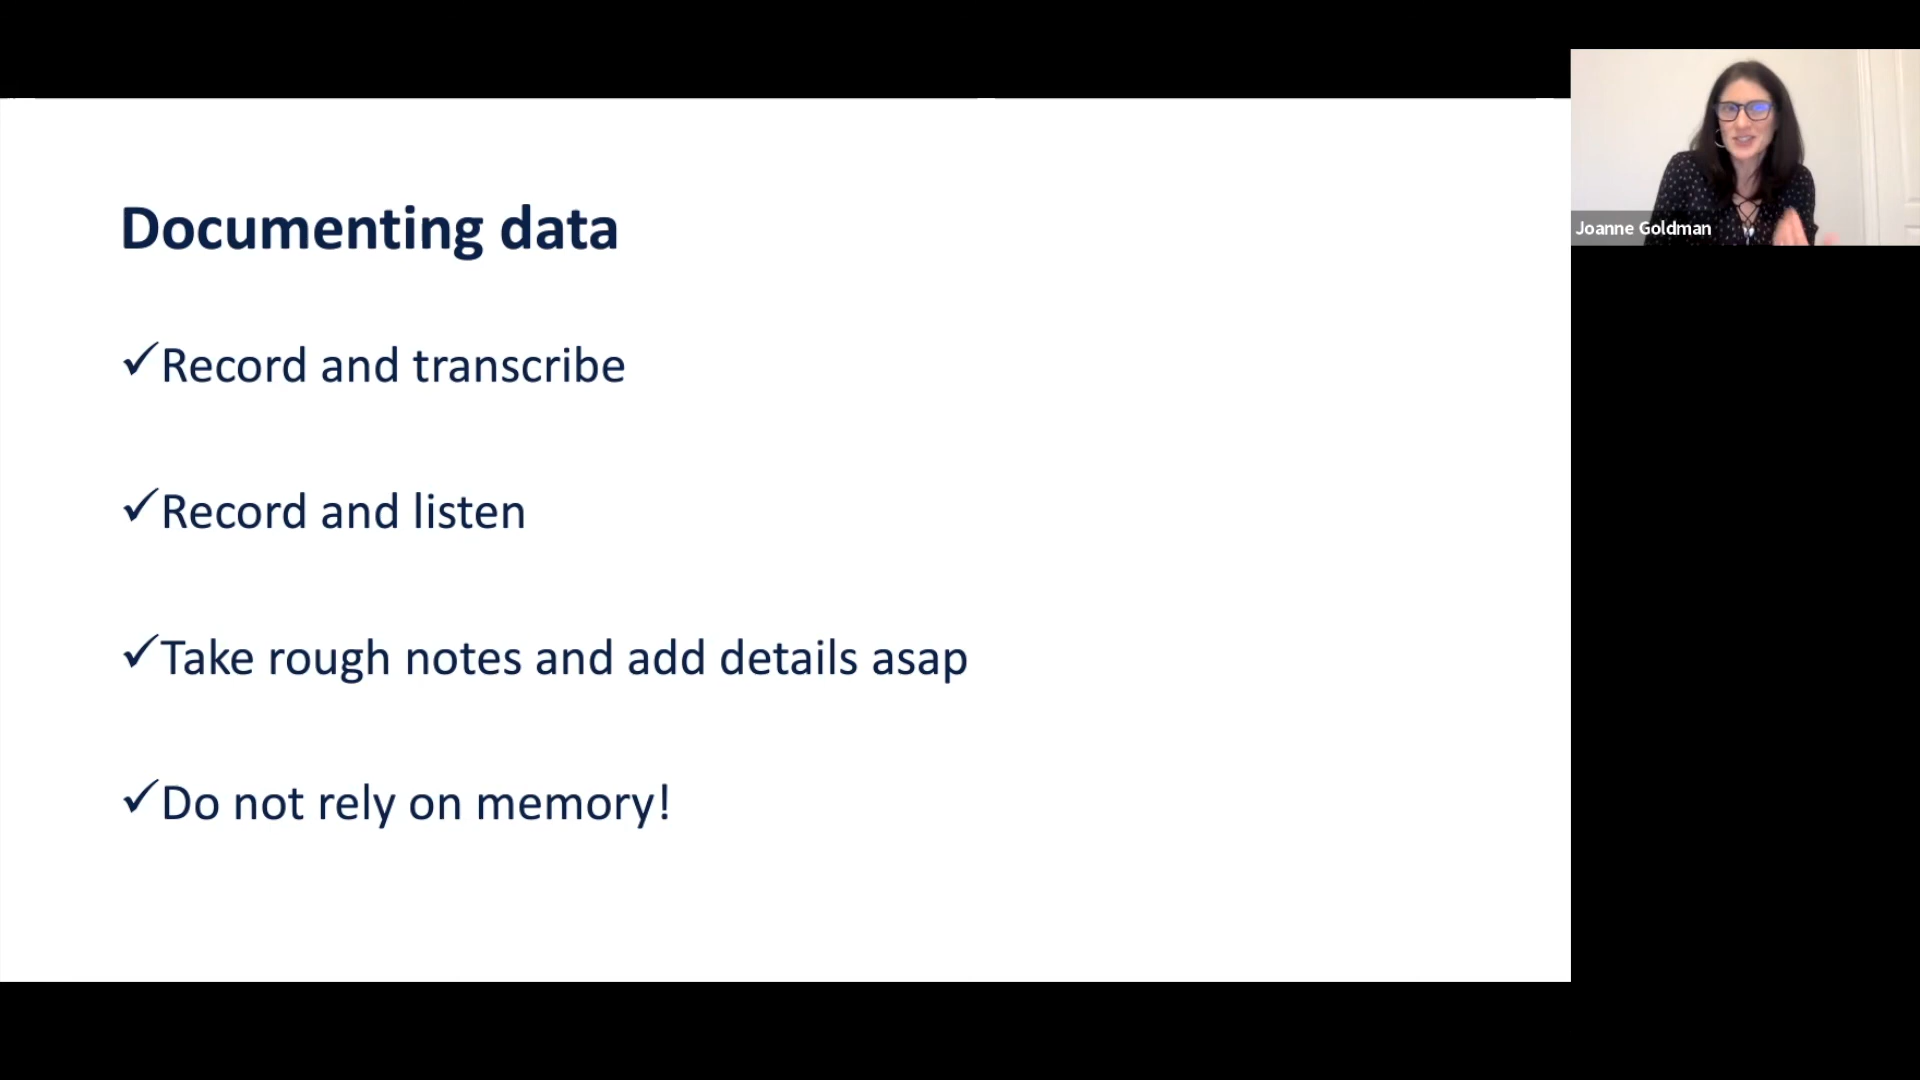 Documenting data
✓Record and transcribe
✓Record and listen
✓Take rough notes and add details asap
✓Do not rely on memory!
Joanne Goldman